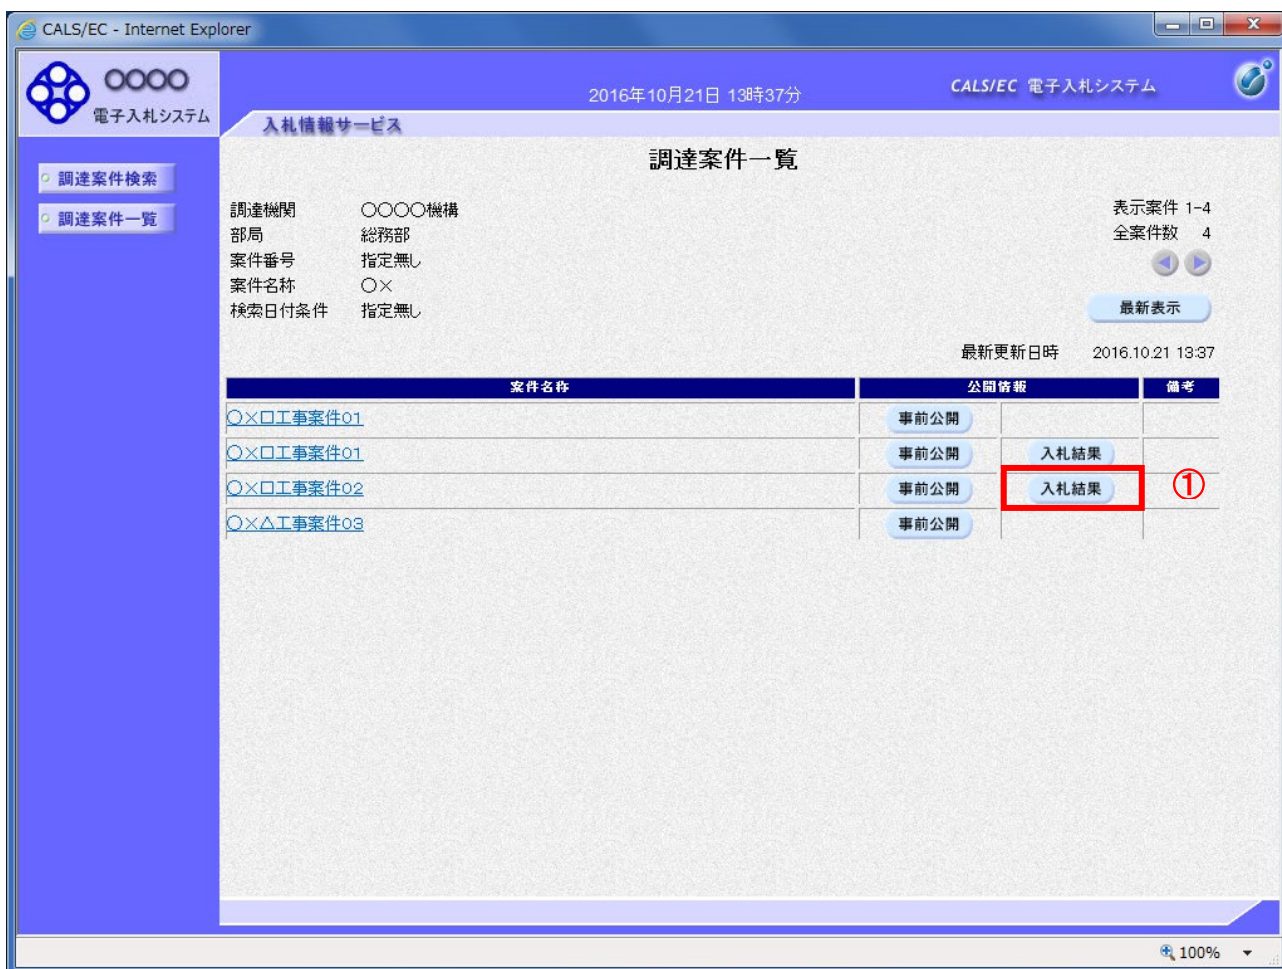 CALS/EC - Internet Explorer
○○○○
電子入札システム
2016年10月21日 13時37分
CALS/EC 電子入札システム
入札情報サービス
調達案件検索
調達案件一覧
調達案件一覧
調達機関 ○○○○機構
部局 総務部
案件番号 指定無し
案件名称 ○×
検索日付条件 指定無し
表示案件 1-4
全案件数 4
最新表示
最新更新日時 2016.10.21 13:37
案件名称 公開情報 備考
○×□工事案件01 事前公開
○×□工事案件01 事前公開 入札結果
○×□工事案件02 事前公開 入札結果 ①
○×△工事案件03 事前公開
100%